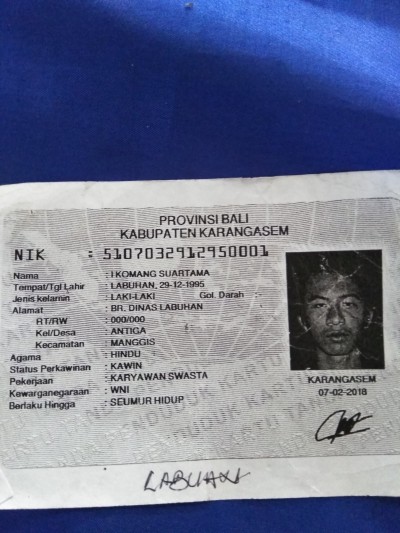 PROVINSI BALI
KABUPATEN KARANGASEM
NIK : 5107032912950001
Nama : I KOMANG SUARTAMA
Tempat/Tgl Lahir : LABUHAN, 29-12-1995
Jenis kelamin : LAKI-LAKI Gol. Darah :-
Alamat : BR. DINAS LABUHAN
RT/RW : 000/000
Kel/Desa : ANTIGA
Kecamatan : MANGGIS
Agama : HINDU
Status Perkawinan : KAWIN
Pekerjaan : KARYAWAN SWASTA
Kewarganegaraan : WNI
Berlaku Hingga : SEUMUR HIDUP
KARANGASEM
07-02-2018